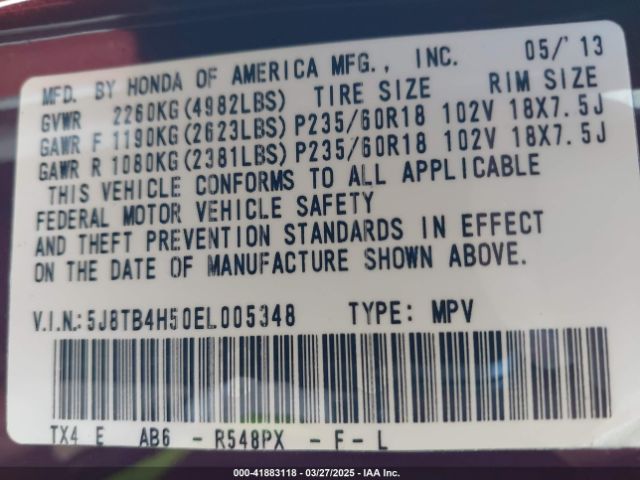 MFD. BY HONDA OF AMERICA MFG., INC. 05/'13
GVWR 2260KG(4982LBS) TIRE SIZE RIM SIZE
GAWR F 1190KG(2623LBS) P235/60R18 102V 18X7.5J
GAWR R 1080KG(2381LBS) P235/60R18 102V 18X7.5J
THIS VEHICLE CONFORMS TO ALL APPLICABLE
FEDERAL MOTOR VEHICLE SAFETY
AND THEFT PREVENTION STANDARDS IN EFFECT
ON THE DATE OF MANUFACTURE SHOWN ABOVE.
V.I.N.: 5J8TB4H50EL005348 TYPE: MPV
TX4 E AB6 - R548PX - F - L
000-41883118 - 03/27/2025 - IAA Inc.